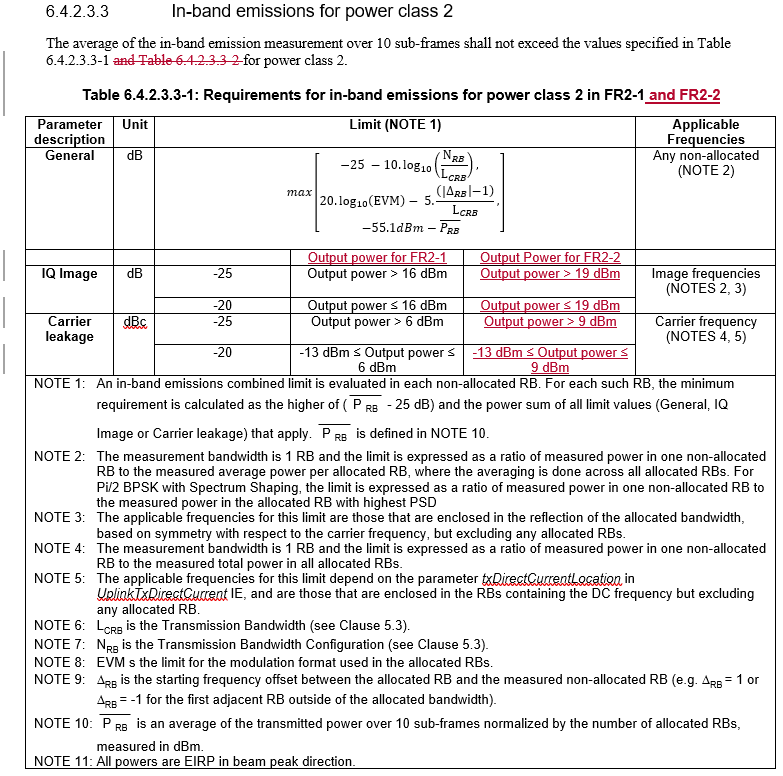 6.4.2.3.3 In-band emissions for power class 2
The average of the in-band emission measurement over 10 sub-frames shall not exceed the values specified in Table
6.4.2.3.3-1 and Table 6.4.2.3.3-2 for power class 2.
Table 6.4.2.3.3-1: Requirements for in-band emissions for power class 2 in FR2-1 and FR2-2
Parameter description Unit Limit (NOTE 1) Applicable Frequencies
General dB max [ −25 − 10.log₁₀(N_RB / L_CRB), Any non-allocated (NOTE 2)
20.log₁₀(EVM) − 5.(|Δ_RB|−1) / L_CRB,
−55.1dBm − P̅_RB ]
Output power for FR2-1 Output Power for FR2-2
IQ Image dB -25 Output power > 16 dBm Output power > 19 dBm Image frequencies (NOTES 2, 3)
-20 Output power ≤ 16 dBm Output power ≤ 19 dBm
Carrier leakage dBc -25 Output power > 6 dBm Output power > 9 dBm Carrier frequency (NOTES 4, 5)
-20 -13 dBm ≤ Output power ≤ 6 dBm -13 dBm ≤ Output power ≤ 9 dBm
NOTE 1: An in-band emissions combined limit is evaluated in each non-allocated RB. For each such RB, the minimum
requirement is calculated as the higher of ( P̅_RB - 25 dB) and the power sum of all limit values (General, IQ
Image or Carrier leakage) that apply. P̅_RB is defined in NOTE 10.
NOTE 2: The measurement bandwidth is 1 RB and the limit is expressed as a ratio of measured power in one non-allocated
RB to the measured average power per allocated RB, where the averaging is done across all allocated RBs. For
Pi/2 BPSK with Spectrum Shaping, the limit is expressed as a ratio of measured power in one non-allocated RB to
the measured power in the allocated RB with highest PSD
NOTE 3: The applicable frequencies for this limit are those that are enclosed in the reflection of the allocated bandwidth,
based on symmetry with respect to the carrier frequency, but excluding any allocated RBs.
NOTE 4: The measurement bandwidth is 1 RB and the limit is expressed as a ratio of measured power in one non-allocated
RB to the measured total power in all allocated RBs.
NOTE 5: The applicable frequencies for this limit depend on the parameter txDirectCurrentLocation in
UplinkTxDirectCurrent IE, and are those that are enclosed in the RBs containing the DC frequency but excluding
any allocated RB.
NOTE 6: L_CRB is the Transmission Bandwidth (see Clause 5.3).
NOTE 7: N_RB is the Transmission Bandwidth Configuration (see Clause 5.3).
NOTE 8: EVM s the limit for the modulation format used in the allocated RBs.
NOTE 9: Δ_RB is the starting frequency offset between the allocated RB and the measured non-allocated RB (e.g. Δ_RB = 1 or
Δ_RB = -1 for the first adjacent RB outside of the allocated bandwidth).
NOTE 10: P̅_RB is an average of the transmitted power over 10 sub-frames normalized by the number of allocated RBs,
measured in dBm.
NOTE 11: All powers are EIRP in beam peak direction.